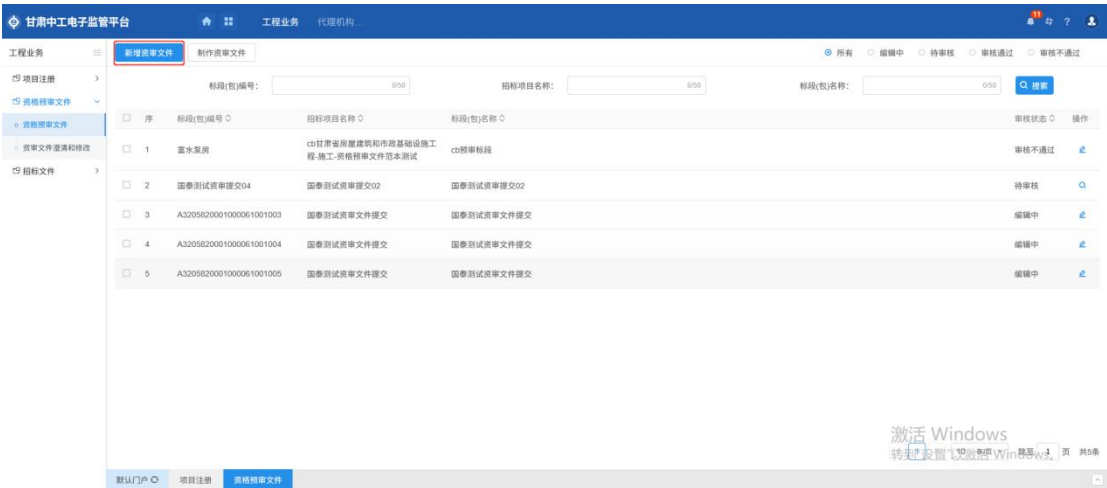 甘肃中工电子监管平台
工程业务 代理机构...
11
工程业务
项目注册
资格预审文件
资格预审文件
资审文件澄清和修改
招标文件
新增资审文件 制作资审文件 所有 编辑中 待审核 审核通过 审核不通过
标段(包)编号: 0/50 招标项目名称: 0/50 标段(包)名称: 0/50 搜索
序 标段(包)编号 招标项目名称 标段(包)名称 审核状态 操作
1 富水泵房 cb甘肃省房屋建筑和市政基础设施工
程-施工-资格预审文件范本测试 cb预审标段 审核不通过
2 国泰测试资审提交04 国泰测试资审提交02 国泰测试资审提交02 待审核
3 A3205820001000061001003 国泰测试资审文件提交 国泰测试资审文件提交 编辑中
4 A3205820001000061001004 国泰测试资审文件提交 国泰测试资审文件提交 编辑中
5 A3205820001000061001005 国泰测试资审文件提交 国泰测试资审文件提交 编辑中
激活 Windows
转到"设置"以激活 Windows。
1 页 共5条
默认门户 项目注册 资格预审文件